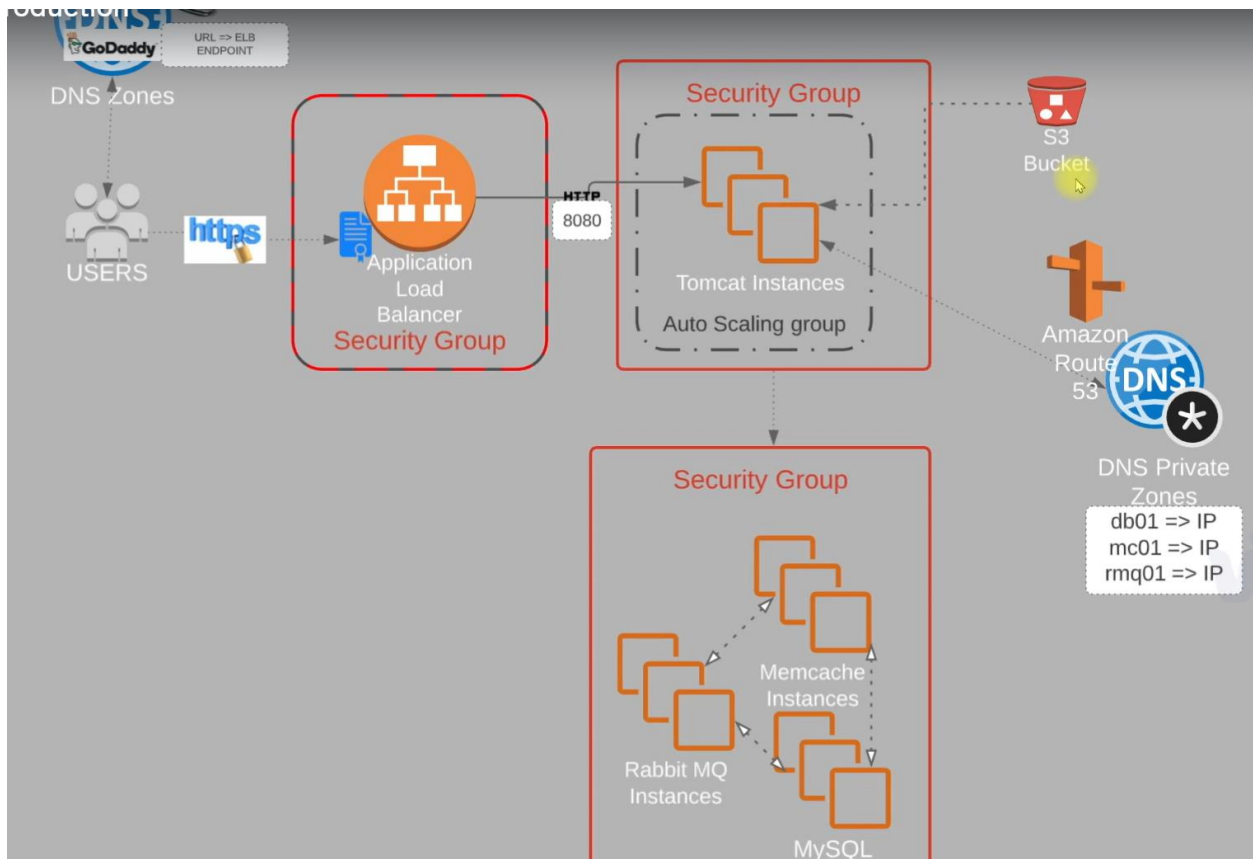 GoDaddy
URL => ELB
ENDPOINT
DNS Zones
USERS
https
Application
Load
Balancer
Security Group
HTTP
8080
Security Group
Tomcat Instances
Auto Scaling group
S3
Bucket
Amazon
Route
53
DNS
DNS Private
Zones
db01 => IP
mc01 => IP
rmq01 => IP
Security Group
Memcache
Instances
Rabbit MQ
Instances
MySQL